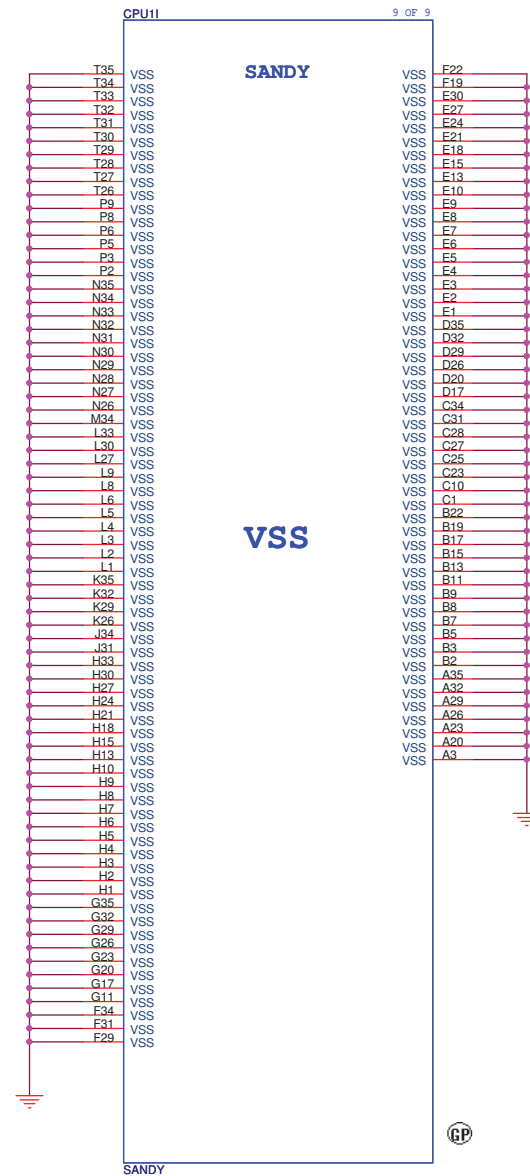 CPU1I 9 OF 9
SANDY
T35 VSS VSS F22
T34 VSS VSS F19
T33 VSS VSS E30
T32 VSS VSS E27
T31 VSS VSS E24
T30 VSS VSS E21
T29 VSS VSS E18
T28 VSS VSS E15
T27 VSS VSS E13
T26 VSS VSS E10
P9 VSS VSS E9
P8 VSS VSS E8
P6 VSS VSS E7
P5 VSS VSS E6
P3 VSS VSS E5
P2 VSS VSS E4
N35 VSS VSS E3
N34 VSS VSS E2
N33 VSS VSS E1
N32 VSS VSS D35
N31 VSS VSS D32
N30 VSS VSS D29
N29 VSS VSS D26
N28 VSS VSS D20
N27 VSS VSS D17
N26 VSS VSS C34
M34 VSS VSS C31
L33 VSS VSS C28
L30 VSS VSS C27
L27 VSS VSS C25
L9 VSS VSS C23
L8 VSS VSS C10
L6 VSS VSS C1
L5 VSS VSS B22
L4 VSS VSS B19
VSS
L3 VSS VSS B17
L2 VSS VSS B15
L1 VSS VSS B13
K35 VSS VSS B11
K32 VSS VSS B9
K29 VSS VSS B8
K26 VSS VSS B7
J34 VSS VSS B5
J31 VSS VSS B3
H33 VSS VSS B2
H30 VSS VSS A35
H27 VSS VSS A32
H24 VSS VSS A29
H21 VSS VSS A26
H18 VSS VSS A23
H15 VSS VSS A20
H13 VSS VSS A3
H10 VSS
H9 VSS
H8 VSS
H7 VSS
H6 VSS
H5 VSS
H4 VSS
H3 VSS
H2 VSS
H1 VSS
G35 VSS
G32 VSS
G29 VSS
G26 VSS
G23 VSS
G20 VSS
G17 VSS
G11 VSS
F34 VSS
F31 VSS
F29 VSS
GP
SANDY